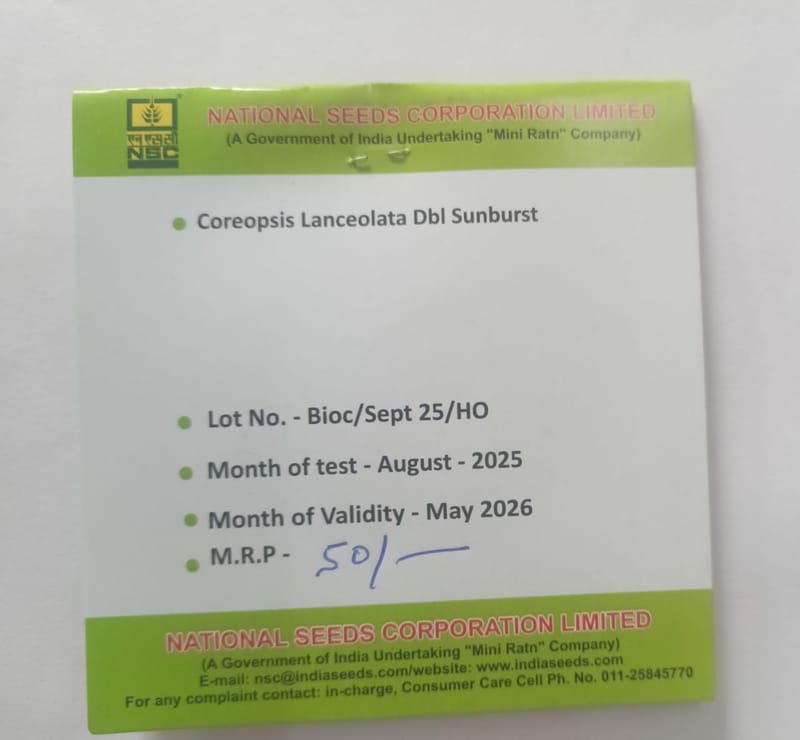 एन एस सी
NSC
NATIONAL SEEDS CORPORATION LIMITED
(A Government of India Undertaking "Mini Ratn" Company)
Coreopsis Lanceolata Dbl Sunburst
Lot No. - Bioc/Sept 25/HO
Month of test - August - 2025
Month of Validity - May 2026
M.R.P - 50/-
NATIONAL SEEDS CORPORATION LIMITED
(A Government of India Undertaking "Mini Ratn" Company)
E-mail: nsc@indiaseeds.com/website: www.indiaseeds.com
For any complaint contact: in-charge, Consumer Care Cell Ph. No. 011-25845770